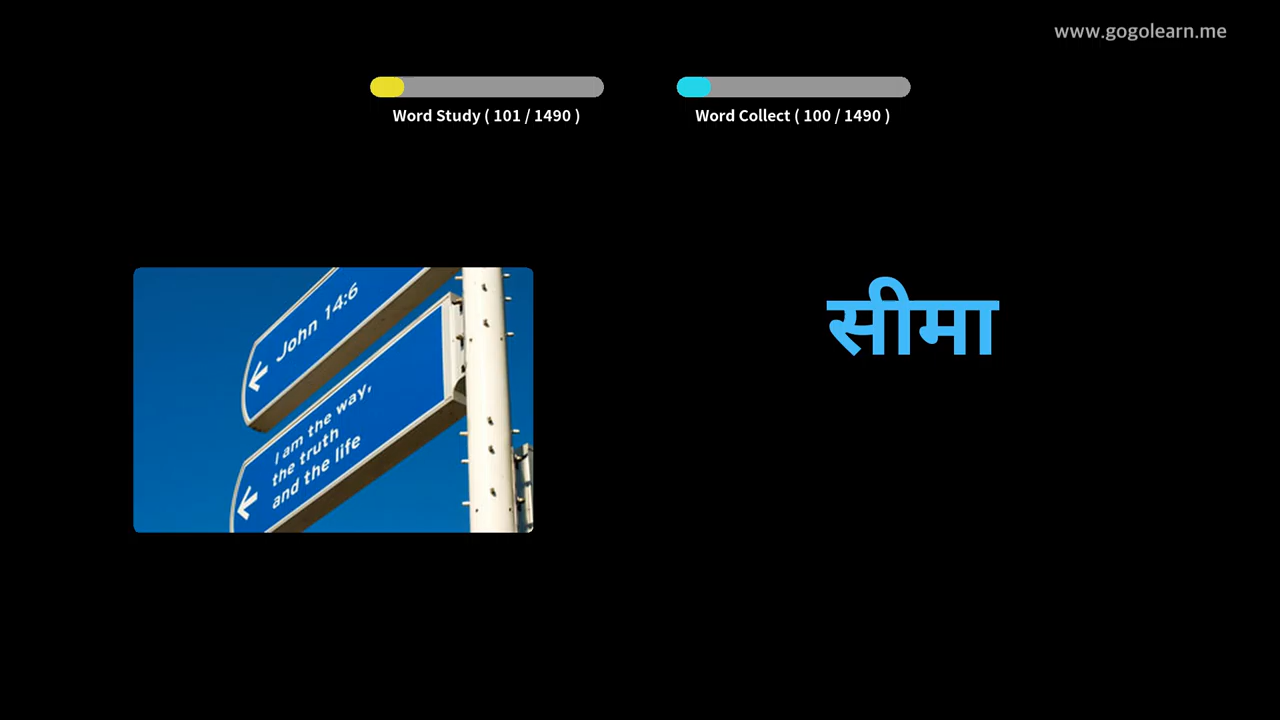 www.gogolearn.me
Word Study ( 101 / 1490 )
Word Collect ( 100 / 1490 )
John 14:6
I am the way,
the truth
and the life
सीमा